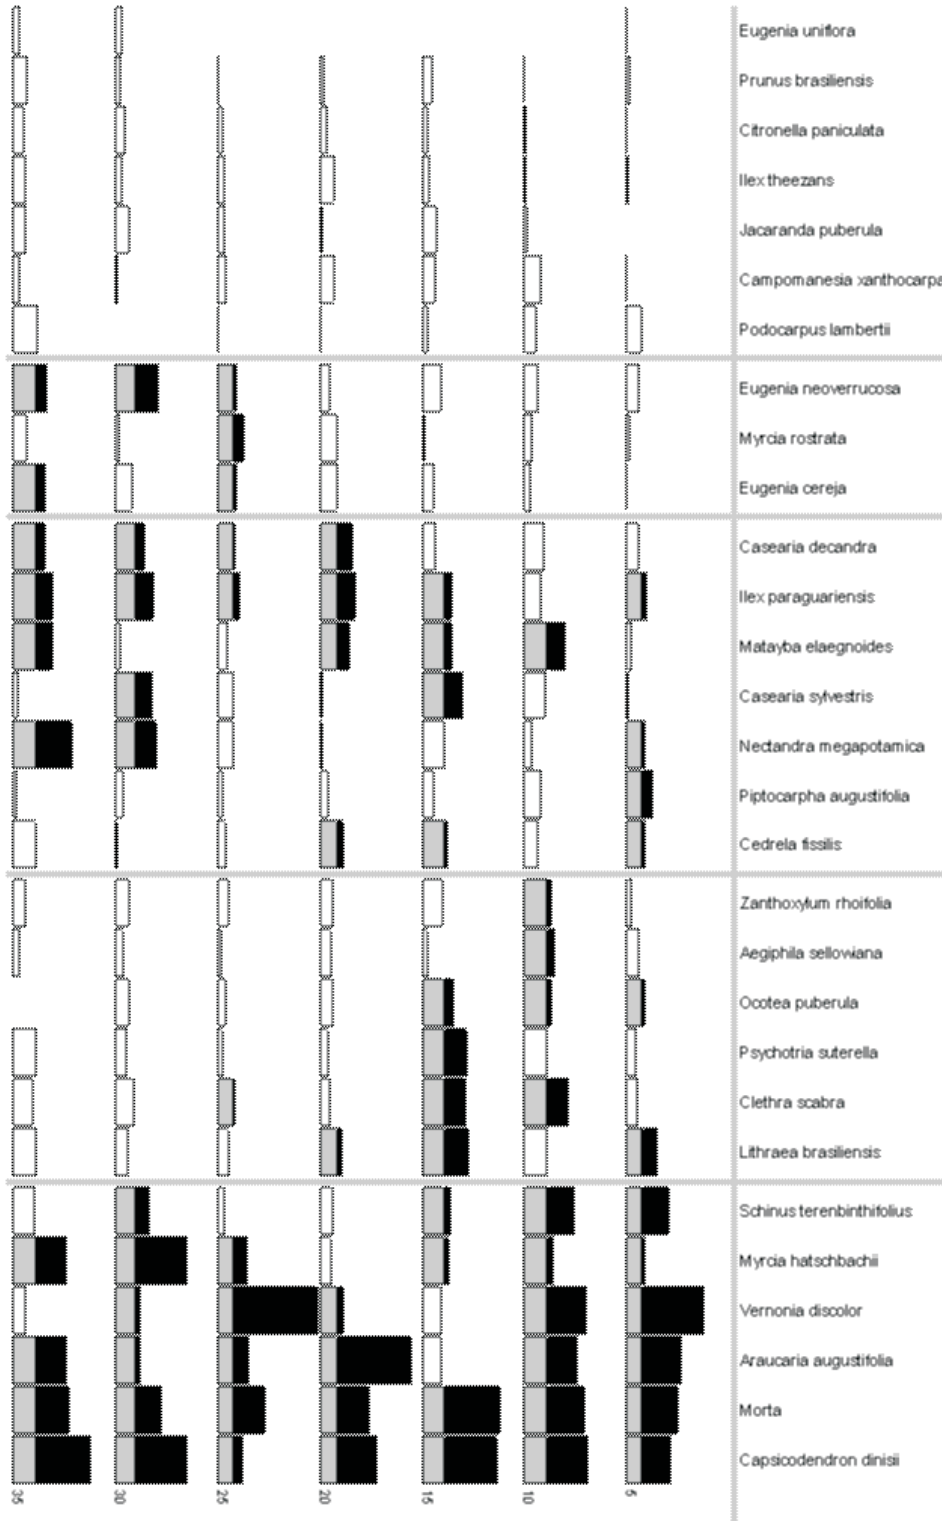 Eugenia uniflora
Prunus brasiliensis
Citronella paniculata
Ilex theezans
Jacaranda puberula
Campomanesia xanthocarpa
Podocarpus lambertii
Eugenia neoverrucosa
Myrcia rostrata
Eugenia cereja
Casearia decandra
Ilex paraguariensis
Matayba elaegnoides
Casearia sylvestris
Nectandra megapotamica
Piptocarpha augustifolia
Cedrela fissilis
Zanthoxylum rhoifolia
Aegiphila sellowiana
Ocotea puberula
Psychotria suterella
Clethra scabra
Lithraea brasiliensis
Schinus terenbinthifolius
Myrcia hatschbachii
Vernonia discolor
Araucaria augustifolia
Morta
Capsicodendron dinisii
35 30 25 20 15 10 5